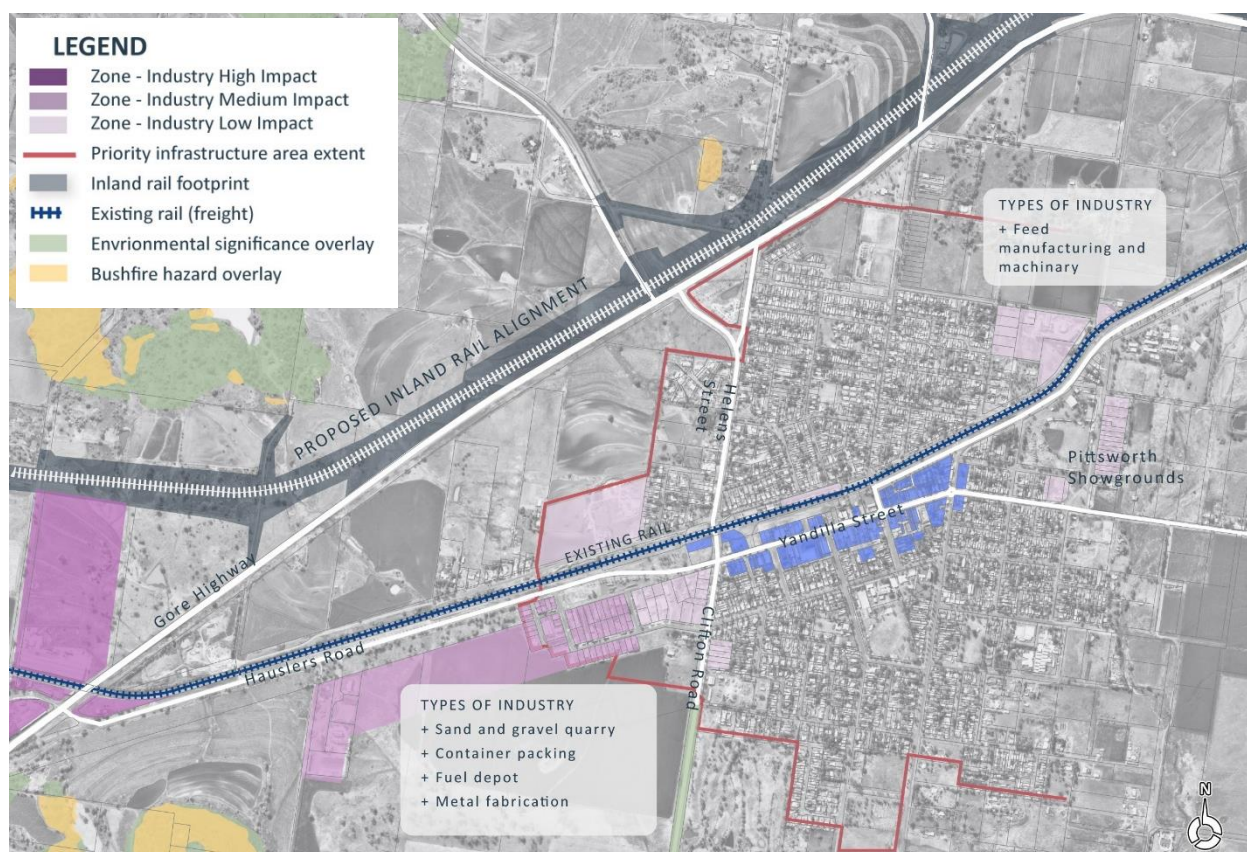 LEGEND
Zone - Industry High Impact
Zone - Industry Medium Impact
Zone - Industry Low Impact
Priority infrastructure area extent
Inland rail footprint
Existing rail (freight)
Envrionmental significance overlay
Bushfire hazard overlay
TYPES OF INDUSTRY
+ Feed
manufacturing and
machinary
PROPOSED INLAND RAIL ALIGNMENT
Helens
Street
Pittsworth
Showgrounds
EXISTING RAIL
Yandilla Street
Gore Highway
Hauslers Road
Clifton Road
TYPES OF INDUSTRY
+ Sand and gravel quarry
+ Container packing
+ Fuel depot
+ Metal fabrication
N